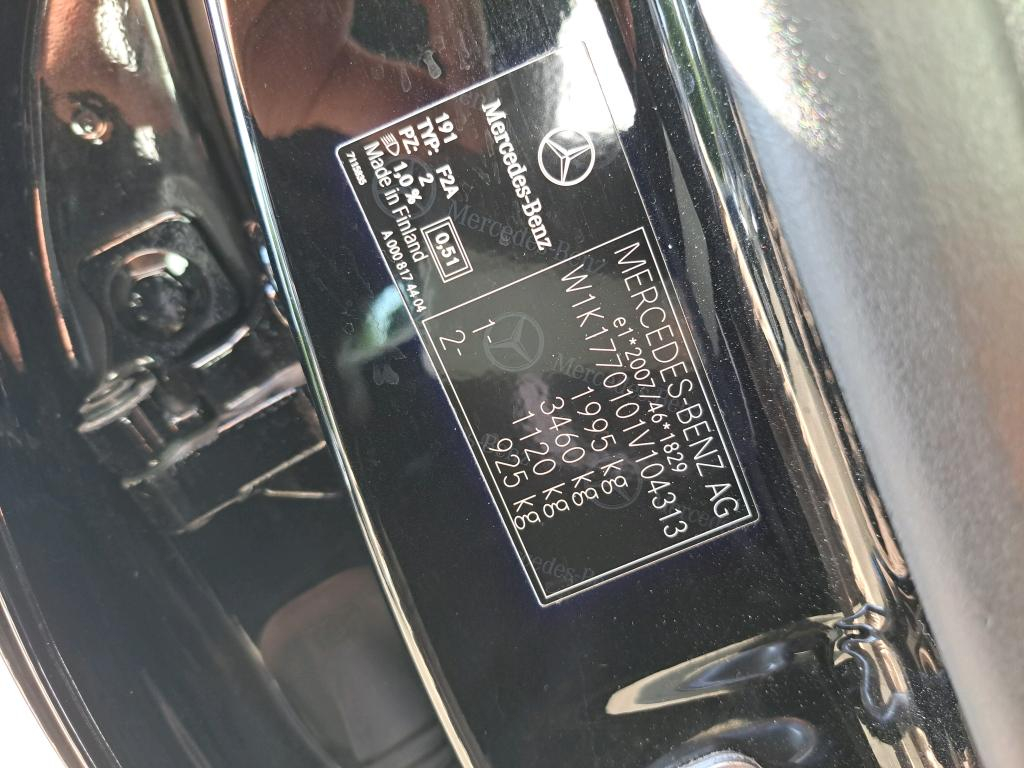 MERCEDES-BENZ AG
e1*2007/46*1829
W1K1770101V104313
1995 kg
3460 kg
1 1120 kg
2- 925 kg
Mercedes-Benz
191
TYP- F2A
PZ- 2 0.51
1.0 %
Made in Finland
A 000 817 44 04